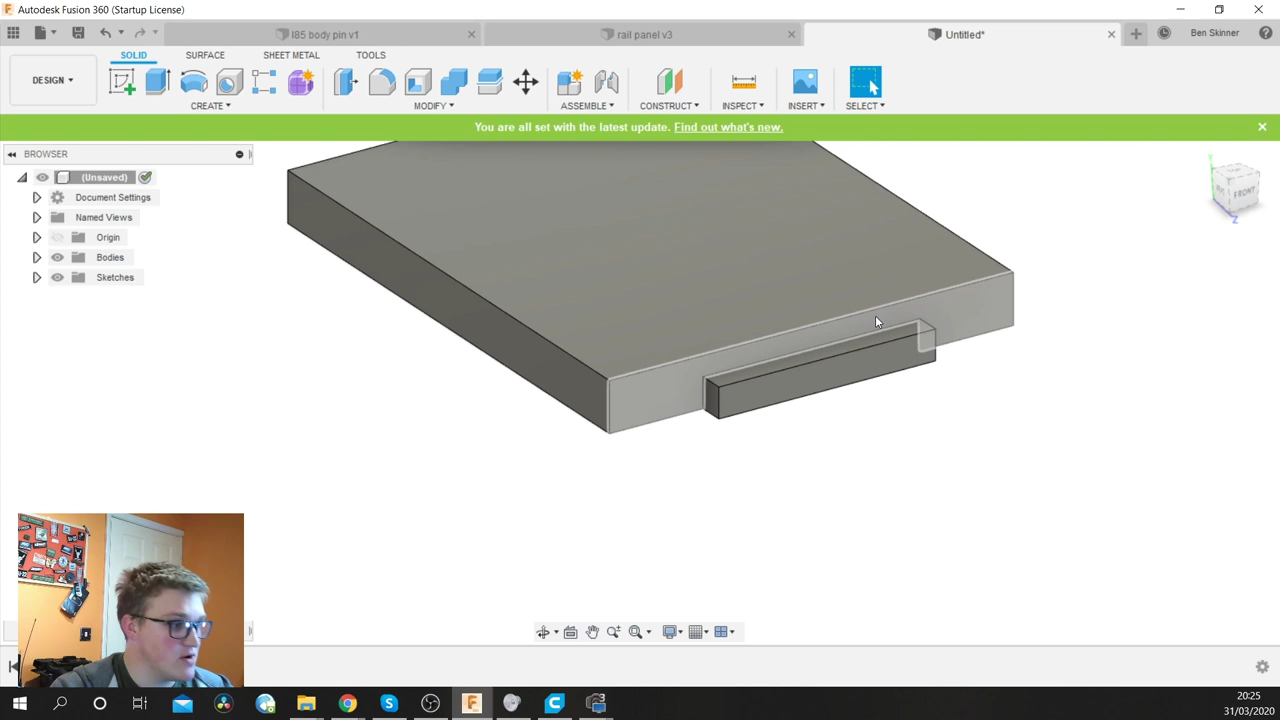 Autodesk Fusion 360 (Startup License)
l85 body pin v1
rail panel v3
Untitled*
Ben Skinner
DESIGN
SOLID
SURFACE
SHEET METAL
TOOLS
CREATE
MODIFY
ASSEMBLE
CONSTRUCT
INSPECT
INSERT
SELECT
You are all set with the latest update. Find out what's new.
BROWSER
(Unsaved)
Document Settings
Named Views
Origin
Bodies
Sketches
FRONT
Z
20:25
31/03/2020